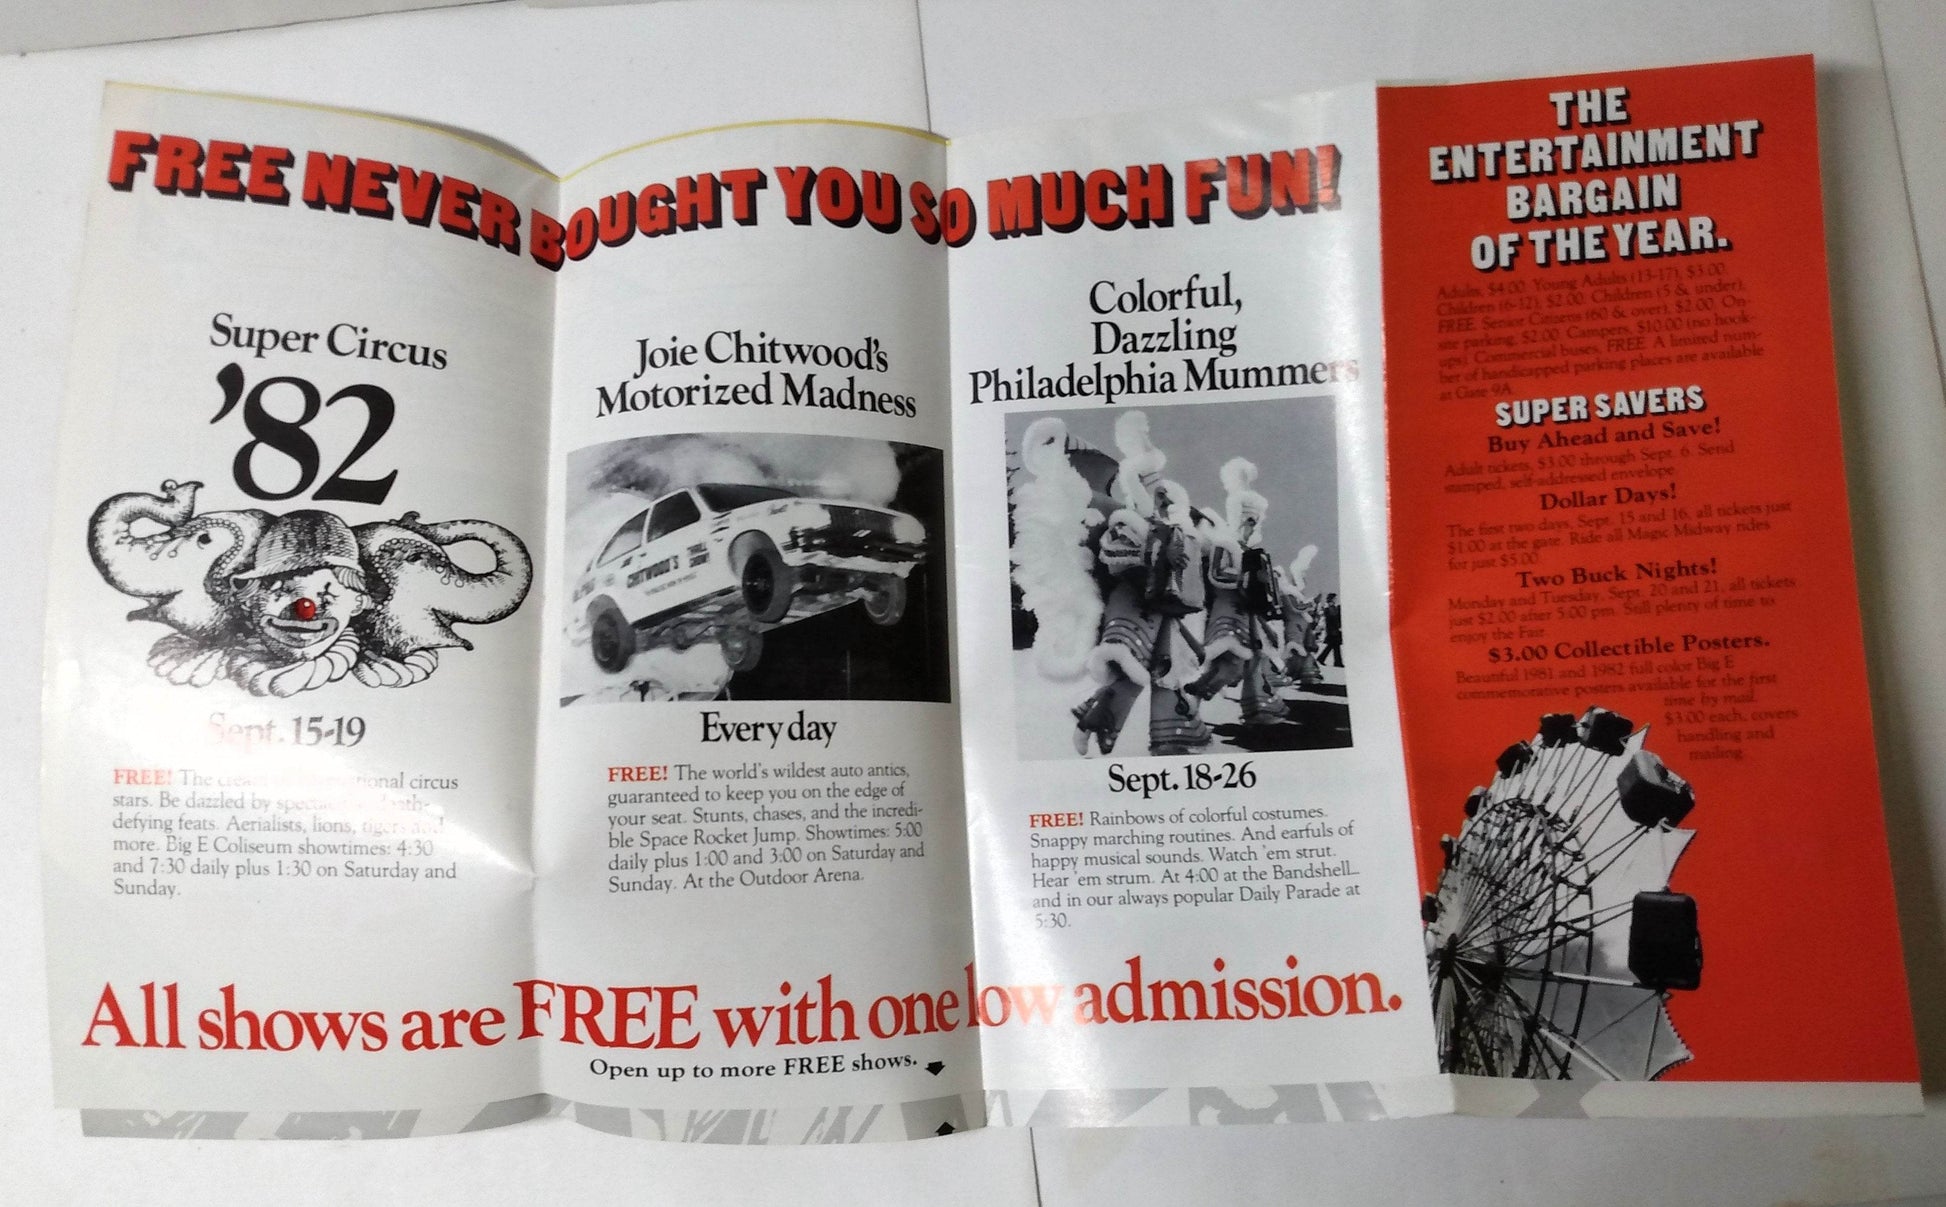 FREE NEVER BOUGHT YOU SO MUCH FUN!
Super Circus
'82
Sept. 15-19
FREE! The cream of international circus
stars. Be dazzled by spectacular death-
defying feats. Aerialists, lions, tigers and
more. Big E Coliseum showtimes: 4:30
and 7:30 daily plus 1:30 on Saturday and
Sunday.
Joie Chitwood's
Motorized Madness
CHITWOOD'S
THRILL
SHOW
Every day
FREE! The world's wildest auto antics,
guaranteed to keep you on the edge of
your seat. Stunts, chases, and the incredi-
ble Space Rocket Jump. Showtimes: 5:00
daily plus 1:00 and 3:00 on Saturday and
Sunday. At the Outdoor Arena.
Colorful,
Dazzling
Philadelphia Mummers
Sept. 18-26
FREE! Rainbows of colorful costumes.
Snappy marching routines. And earfuls of
happy musical sounds. Watch 'em strut.
Hear 'em strum. At 4:00 at the Bandshell
and in our always popular Daily Parade at
5:30.
All shows are FREE with one low admission.
Open up to more FREE shows.
THE
ENTERTAINMENT
BARGAIN
OF THE YEAR.
Adults, $4.00. Young Adults (13-17), $3.00.
Children (6-12), $2.00. Children (5 & under),
FREE. Senior Citizens (60 & over), $2.00. On-
site parking, $2.00. Campers, $10.00 (no hook-
ups). Commercial buses, FREE. A limited num-
ber of handicapped parking places are available
at Gate 9A.
SUPER SAVERS
Buy Ahead and Save!
Adult tickets, $3.00 through Sept. 6. Send
stamped, self-addressed envelope.
Dollar Days!
The first two days, Sept. 15 and 16, all tickets just
$1.00 at the gate. Ride all Magic Midway rides
for just $5.00.
Two Buck Nights!
Monday and Tuesday, Sept. 20 and 21, all tickets
just $2.00 after 5:00 pm. Still plenty of time to
enjoy the Fair.
$3.00 Collectible Posters.
Beautiful 1981 and 1982 full color Big E
commemorative posters available for the first
time by mail.
$3.00 each, covers
handling and
mailing.